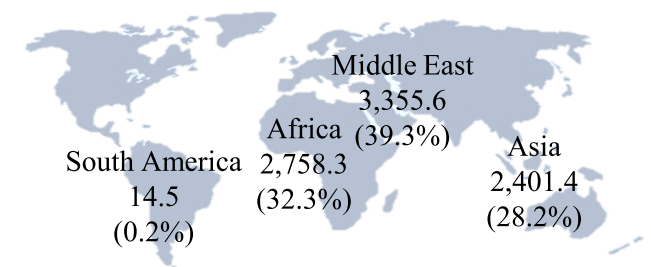 Middle East
3,355.6
(39.3%)
Africa
2,758.3
(32.3%)
Asia
2,401.4
(28.2%)
South America
14.5
(0.2%)